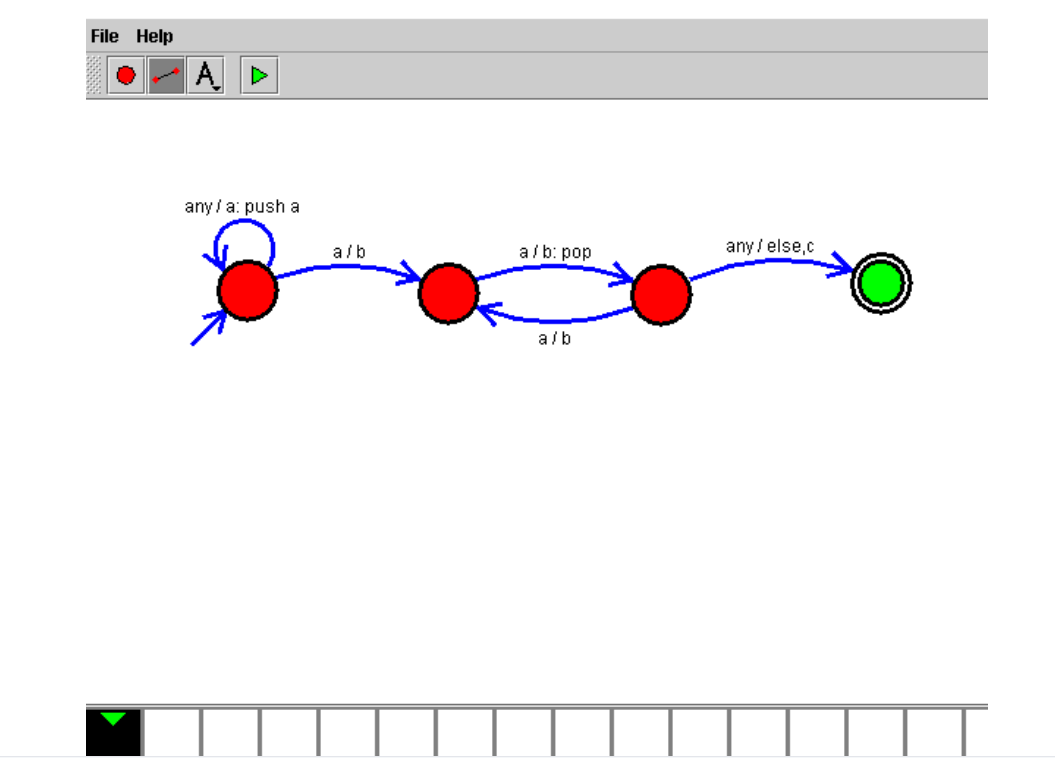 File Help
A
any / a: push a
a / b
a / b: pop
any / else,c
a / b